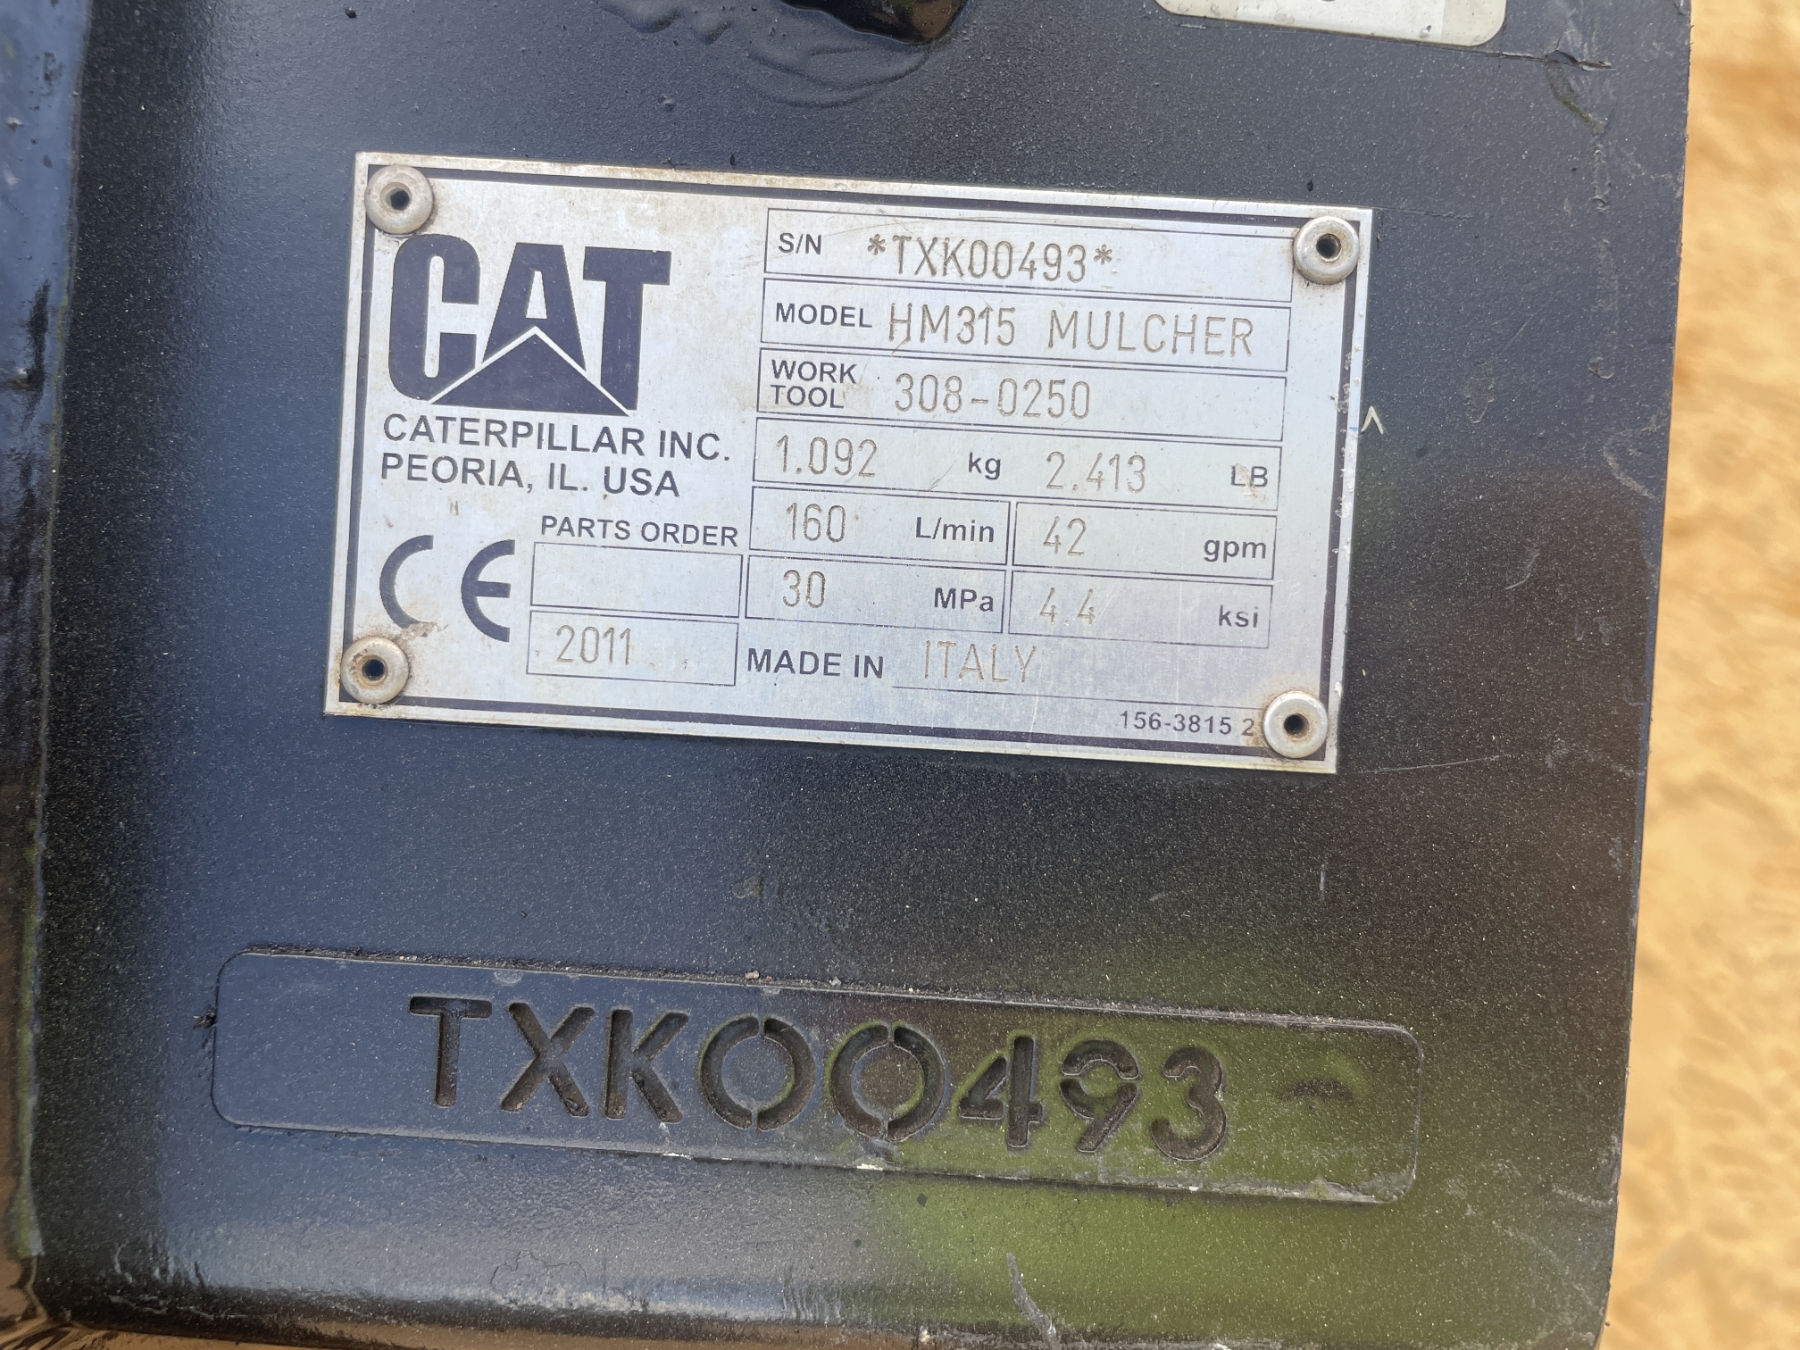 CAT
CATERPILLAR INC.
PEORIA, IL. USA
S/N *TXK00493*
MODEL HM315 MULCHER
WORK TOOL 308-0250
1.092 kg 2.413 LB
160 L/min 42 gpm
30 MPa 4.4 ksi
CE
PARTS ORDER
2011
MADE IN ITALY
156-3815 2
TXK00493